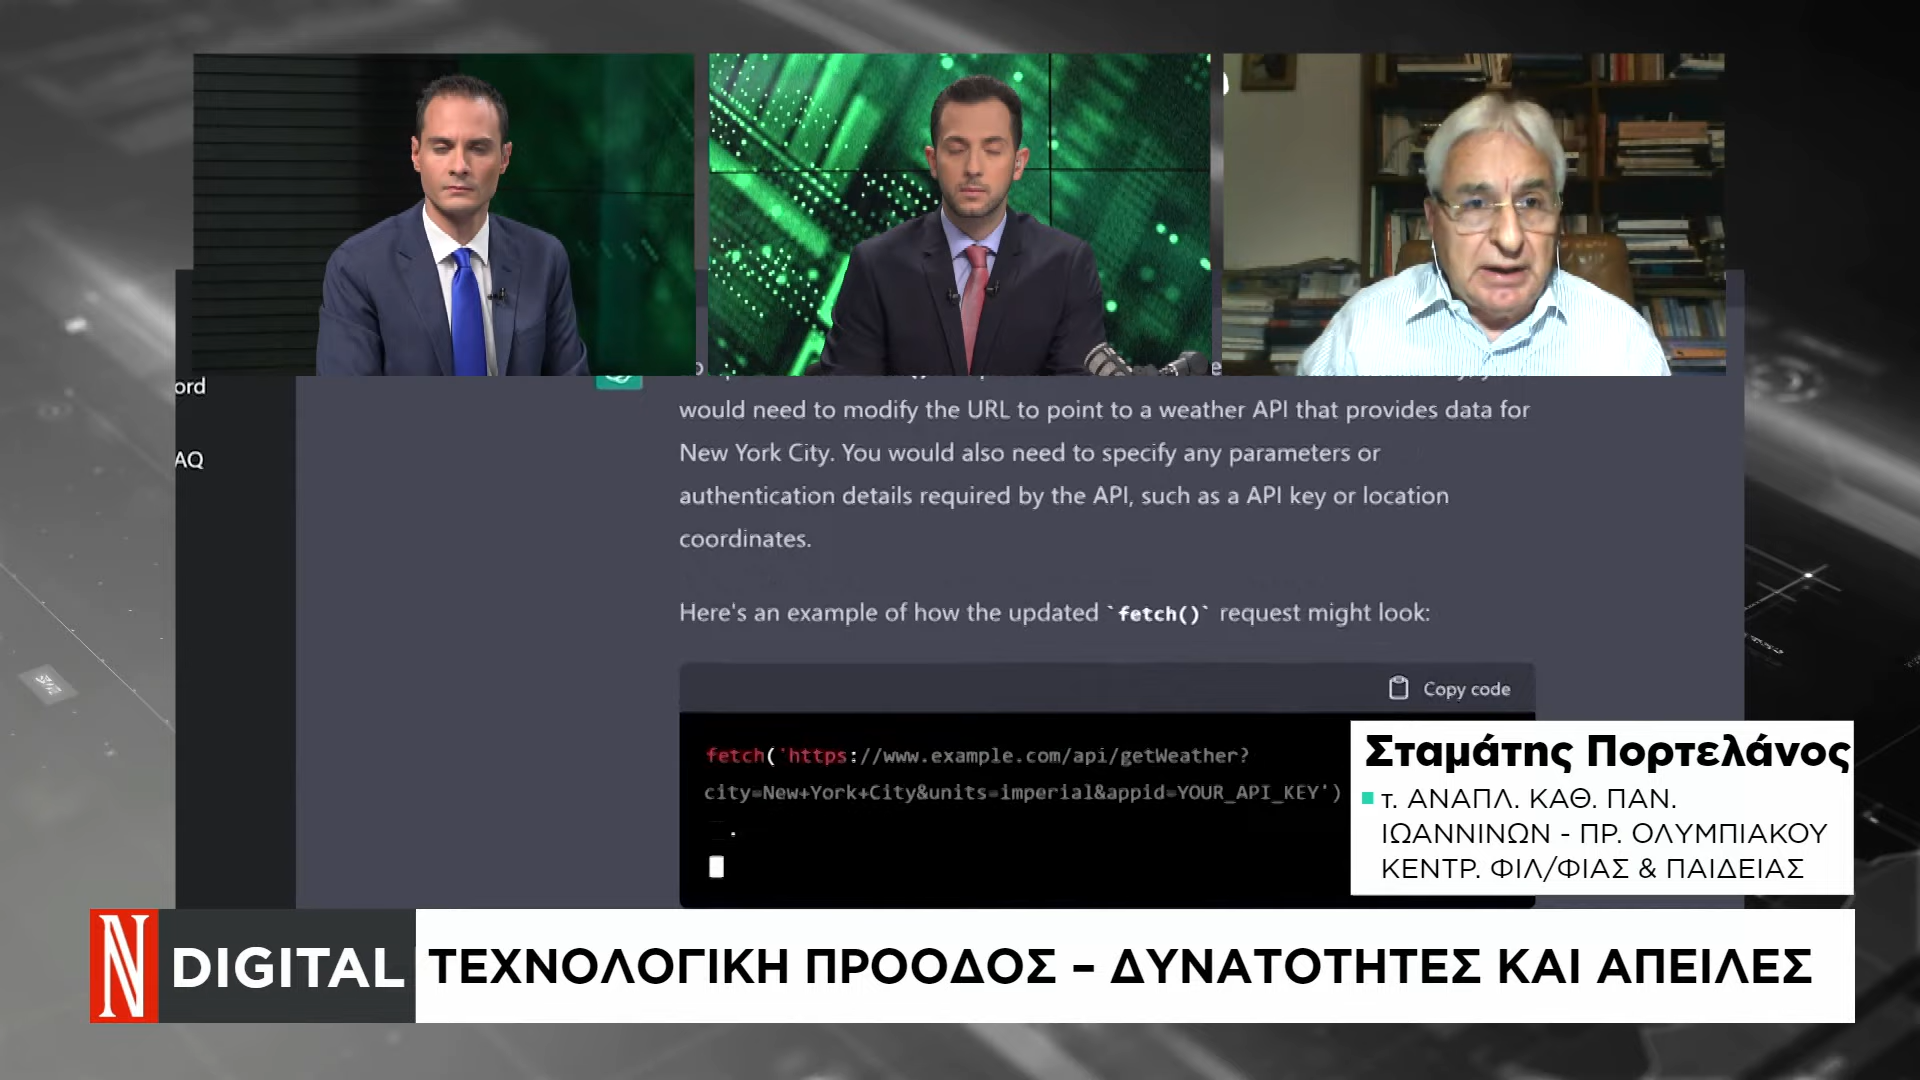 ord
AQ
would need to modify the URL to point to a weather API that provides data for
New York City. You would also need to specify any parameters or
authentication details required by the API, such as a API key or location
coordinates.
Here's an example of how the updated `fetch()` request might look:
Copy code
fetch('https://www.example.com/api/getWeather?
city=New+York+City&units=imperial&appid=YOUR_API_KEY')
.
Σταμάτης Πορτελάνος
τ. ΑΝΑΠΛ. ΚΑΘ. ΠΑΝ.
ΙΩΑΝΝΙΝΩΝ - ΠΡ. ΟΛΥΜΠΙΑΚΟΥ
ΚΕΝΤΡ. ΦΙΛ/ΦΙΑΣ & ΠΑΙΔΕΙΑΣ
N DIGITAL ΤΕΧΝΟΛΟΓΙΚΗ ΠΡΟΟΔΟΣ – ΔΥΝΑΤΟΤΗΤΕΣ ΚΑΙ ΑΠΕΙΛΕΣ